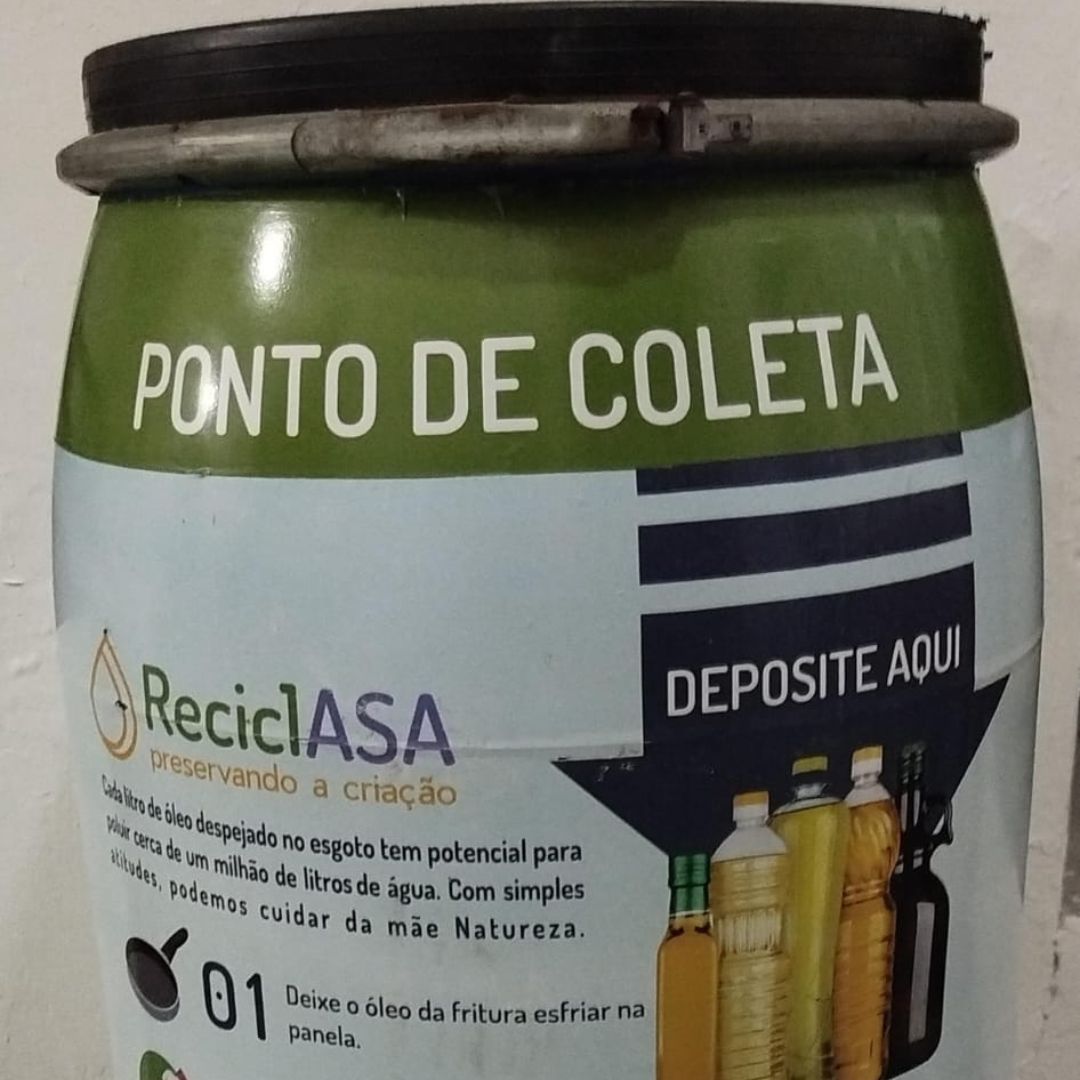 PONTO DE COLETA
DEPOSITE AQUI
ReciclASA
preservando a criação
Cada litro de óleo despejado no esgoto tem potencial para
poluir cerca de um milhão de litros de água. Com simples
atitudes, podemos cuidar da mãe Natureza.
01
Deixe o óleo da fritura esfriar na
panela.